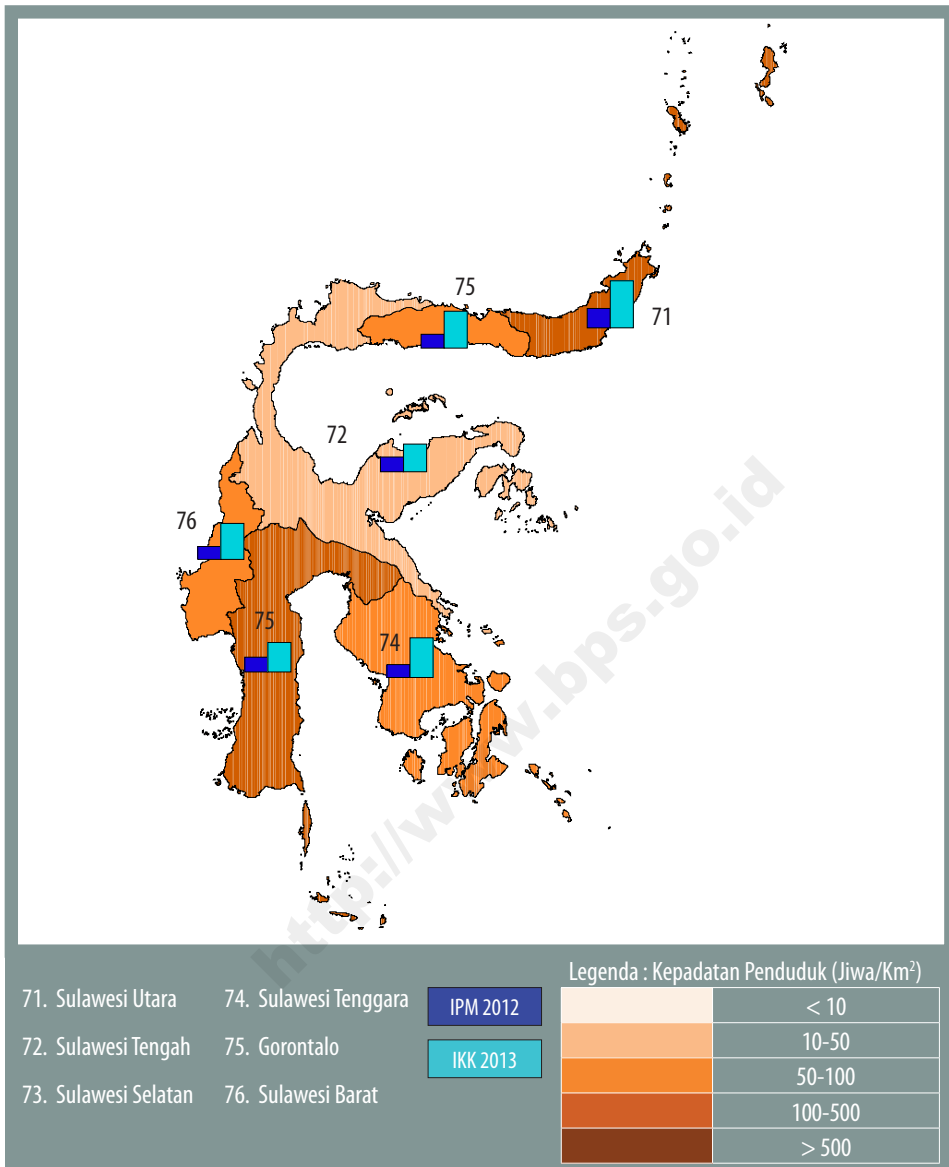 75
71
72
76
75
74
http://www.bps.go.id
Legenda : Kepadatan Penduduk (Jiwa/Km²)
71. Sulawesi Utara
72. Sulawesi Tengah
73. Sulawesi Selatan
74. Sulawesi Tenggara
75. Gorontalo
76. Sulawesi Barat
IPM 2012
IKK 2013
< 10
10-50
50-100
100-500
> 500